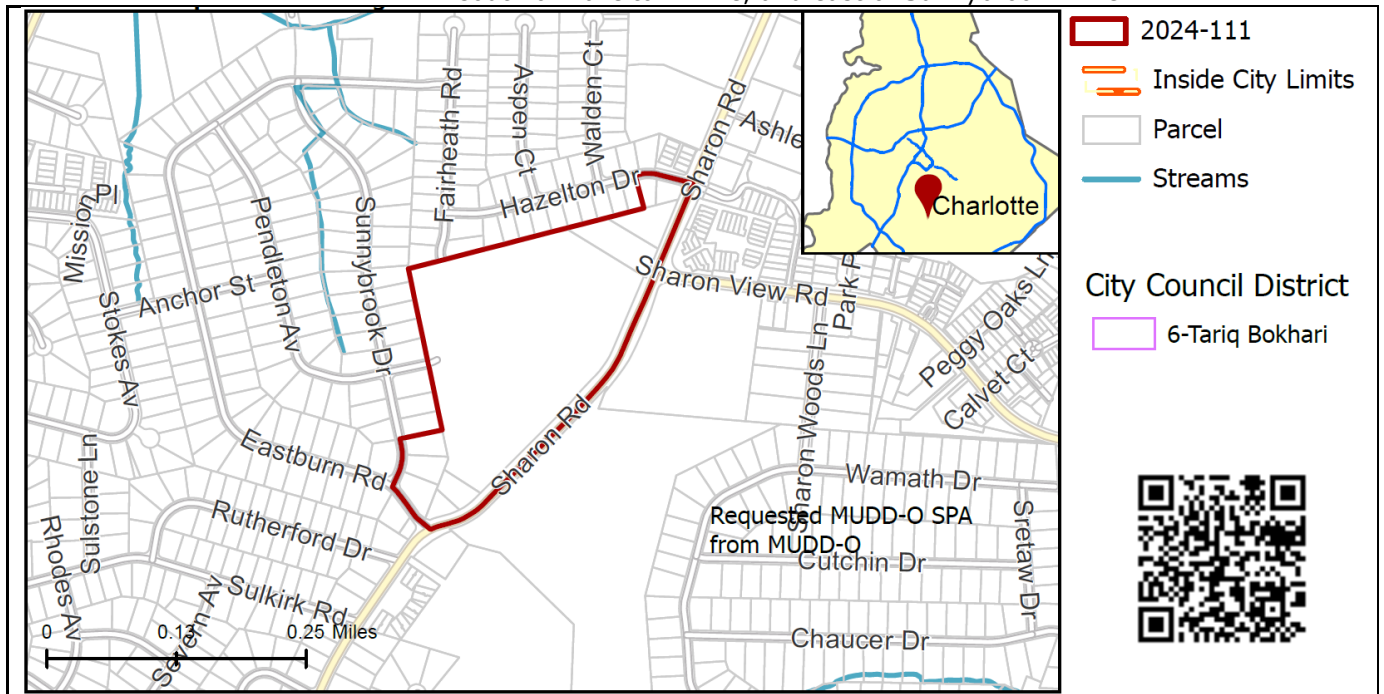 2024-111
Inside City Limits
Parcel
Streams
City Council District
6-Tariq Bokhari
Charlotte
Fairheath Rd
Aspen Ct
Walden Ct
Sharon Rd
Ashle
Hazelton Dr
Pl
Mission
Pendleton Av
Sunnybrook Dr
Anchor St
Stokes Av
Sharon View Rd
Park
Peggy Oaks Ln
Calvet Ct
Sharon Woods Ln
Sharon Rd
Eastburn Rd
Sulstone Ln
Rutherford Dr
Rhodes Av
Sulkirk Rd
Severn Av
Wamath Dr
Requested MUDD-O SPA
from MUDD-O
Cutchin Dr
Sretaw Dr
Chaucer Dr
0 0.13 0.25 Miles